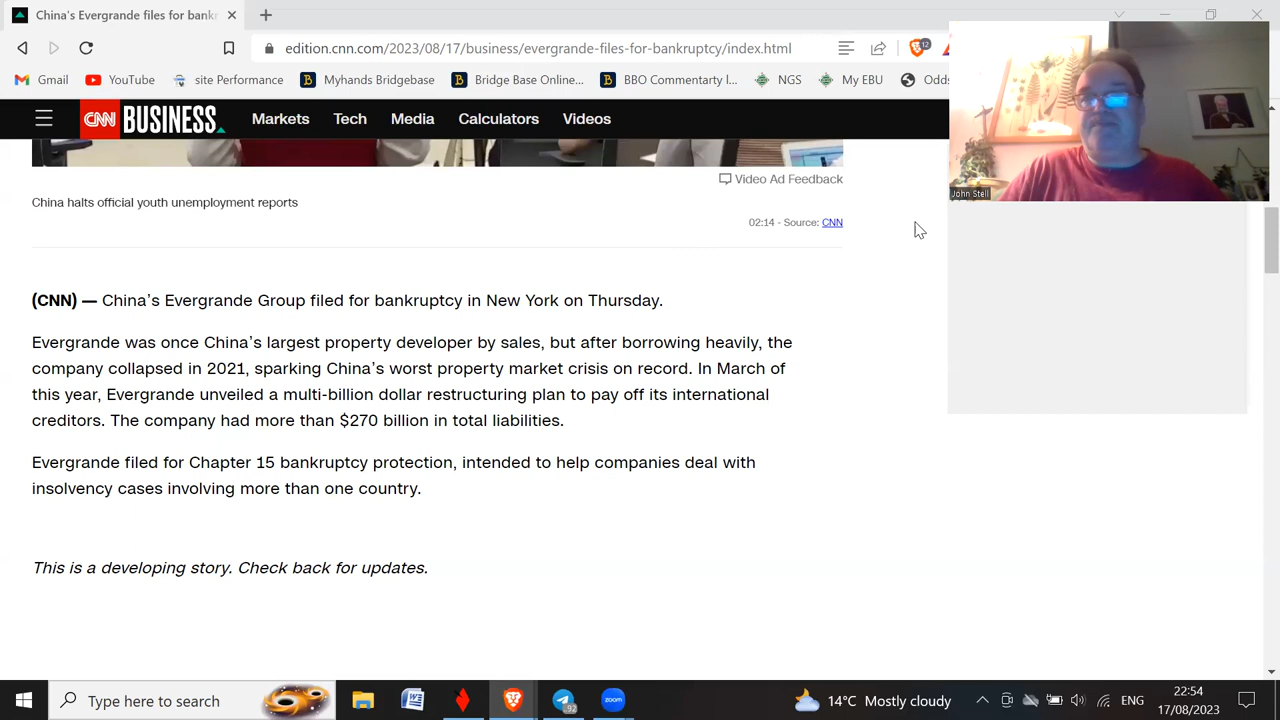 China's Evergrande files for bankr
edition.cnn.com/2023/08/17/business/evergrande-files-for-bankruptcy/index.html
12
Gmail YouTube site Performance Myhands Bridgebase Bridge Base Online... BBO Commentary I... NGS My EBU Odds
CNN BUSINESS Markets Tech Media Calculators Videos
John Stell
Video Ad Feedback
China halts official youth unemployment reports
02:14 - Source: CNN
(CNN) — China's Evergrande Group filed for bankruptcy in New York on Thursday.
Evergrande was once China's largest property developer by sales, but after borrowing heavily, the
company collapsed in 2021, sparking China's worst property market crisis on record. In March of
this year, Evergrande unveiled a multi-billion dollar restructuring plan to pay off its international
creditors. The company had more than $270 billion in total liabilities.
Evergrande filed for Chapter 15 bankruptcy protection, intended to help companies deal with
insolvency cases involving more than one country.
This is a developing story. Check back for updates.
Type here to search zoom 14°C Mostly cloudy ENG 22:54
17/08/2023